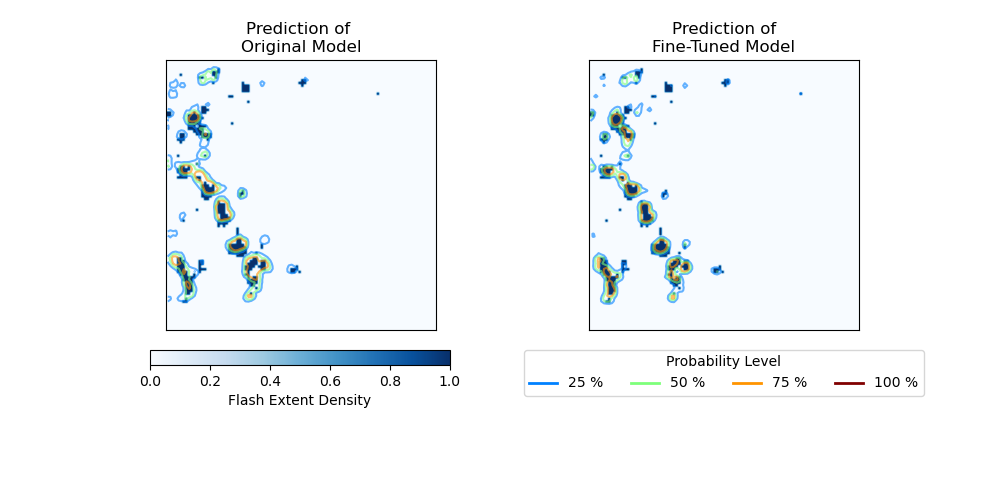 Prediction of
Original Model
Prediction of
Fine-Tuned Model
0.0 0.2 0.4 0.6 0.8 1.0
Flash Extent Density
Probability Level
25 % 50 % 75 % 100 %